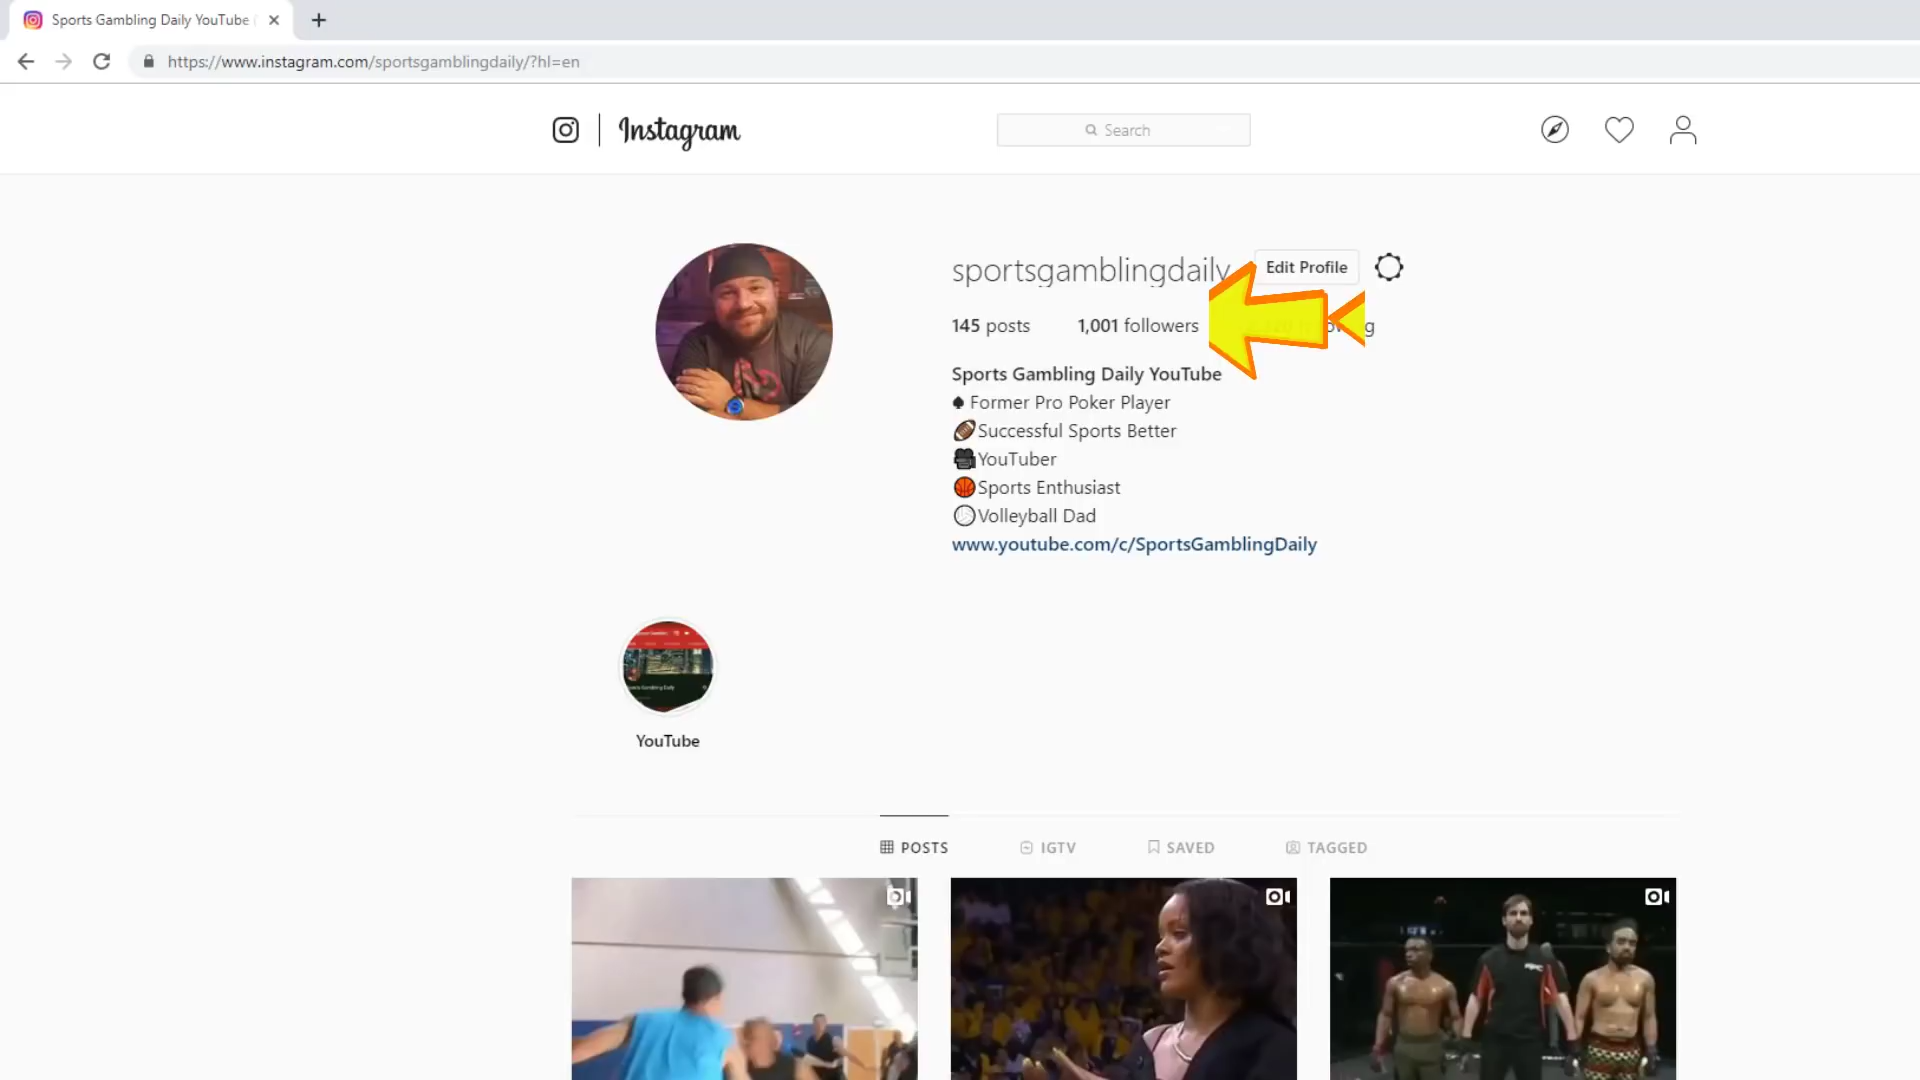 Sports Gambling Daily YouTube
https://www.instagram.com/sportsgamblingdaily/?hl=en
Instagram
Search
sportsgamblingdaily
Edit Profile
145 posts 1,001 followers
Sports Gambling Daily YouTube
♠ Former Pro Poker Player
🏈Successful Sports Better
🎥YouTuber
🏀Sports Enthusiast
🏐Volleyball Dad
www.youtube.com/c/SportsGamblingDaily
YouTube
POSTS IGTV SAVED TAGGED